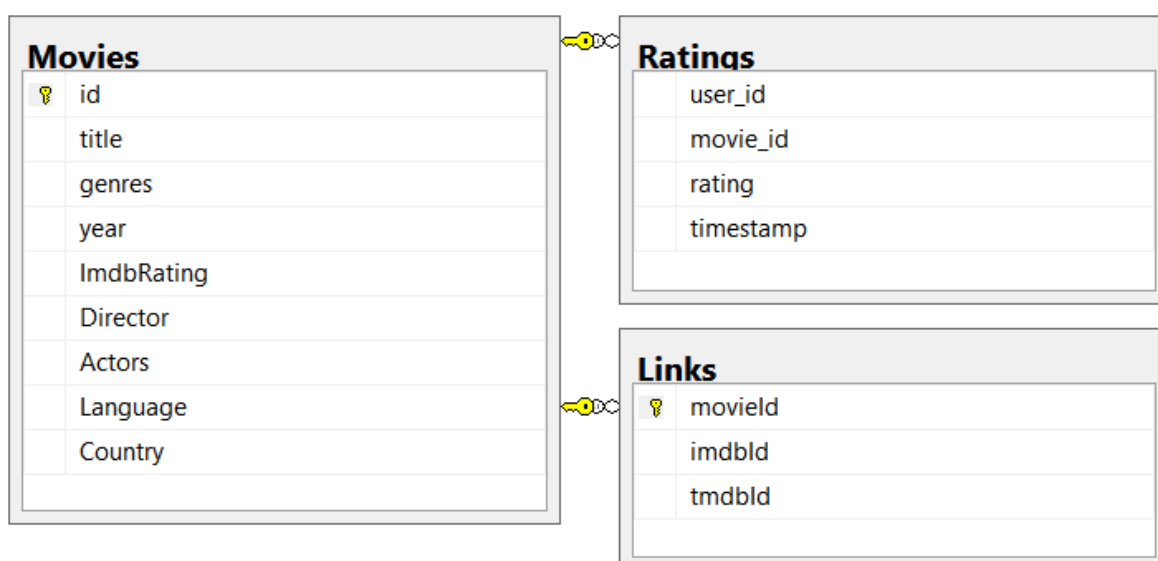 Movies
id
title
genres
year
ImdbRating
Director
Actors
Language
Country
Ratings
user_id
movie_id
rating
timestamp
Links
movieId
imdbId
tmdbId